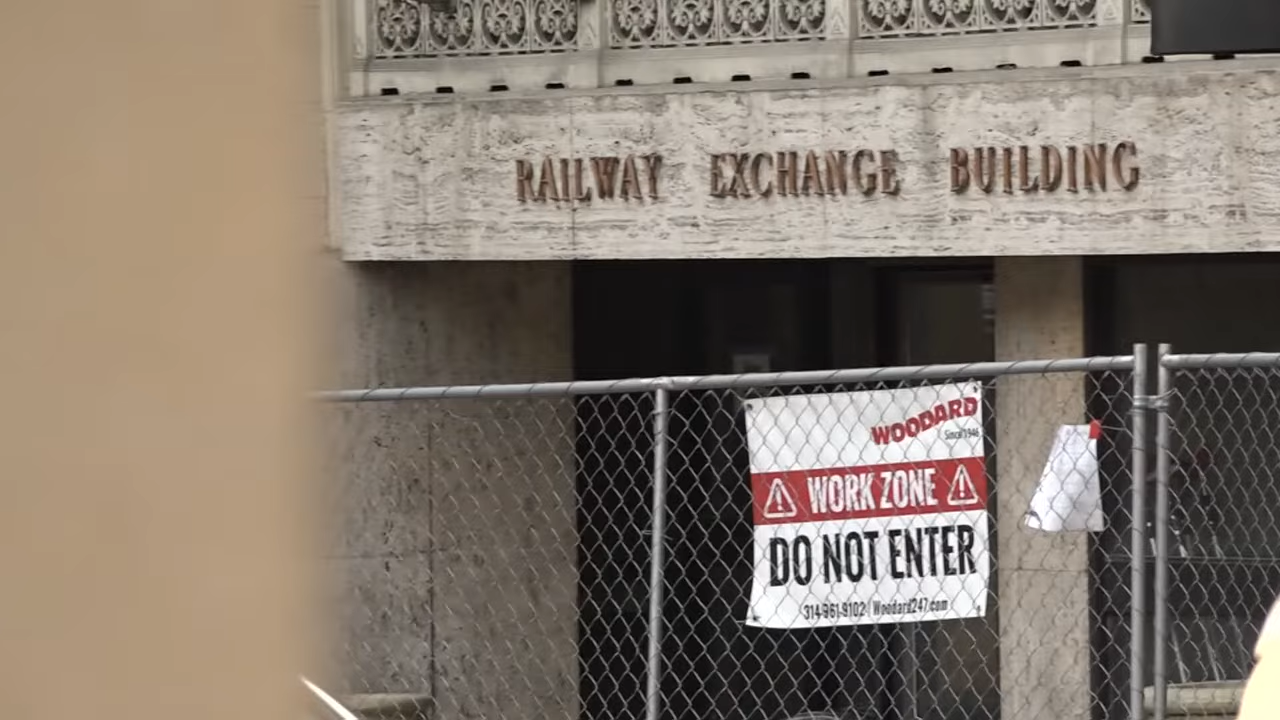 RAILWAY EXCHANGE BUILDING
WOODARD
Since 1946
WORK ZONE
DO NOT ENTER
314-961-9102 | Woodard247.com